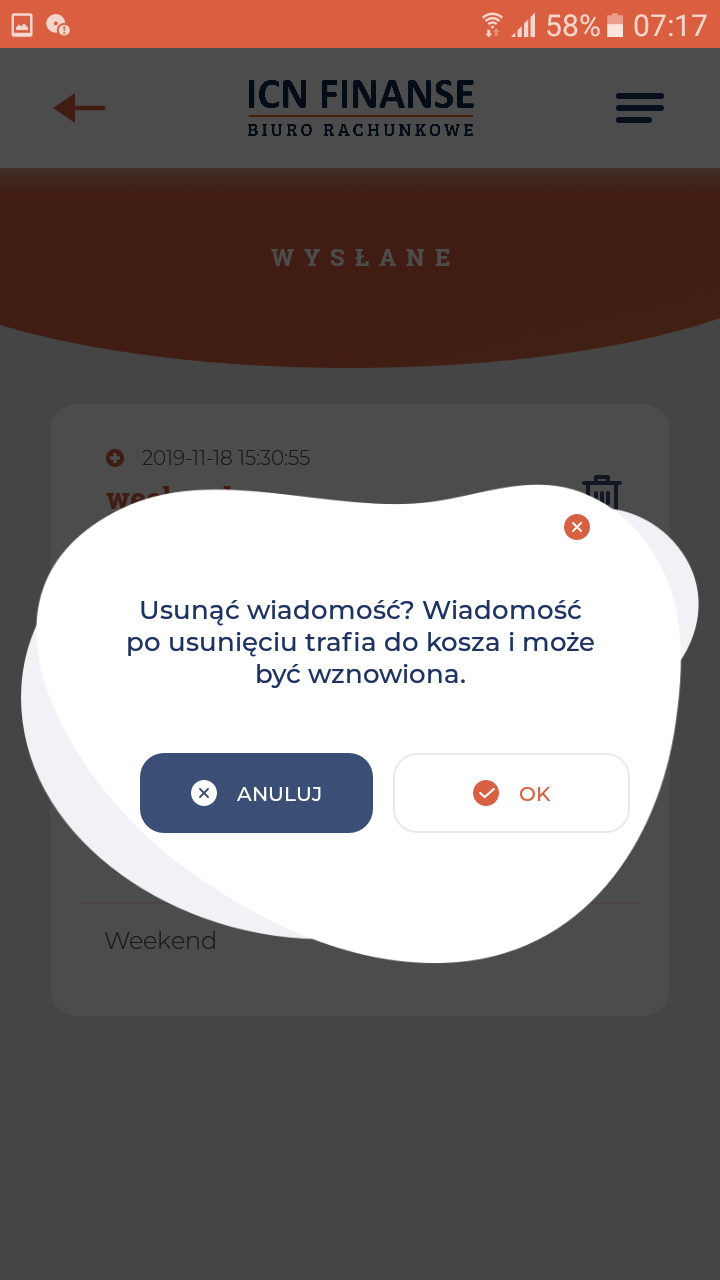 58% 07:17
ICN FINANSE
BIURO RACHUNKOWE
WYSŁANE
2019-11-18 15:30:55
Usunąć wiadomość? Wiadomość
po usunięciu trafia do kosza i może
być wznowiona.
ANULUJ OK
Weekend